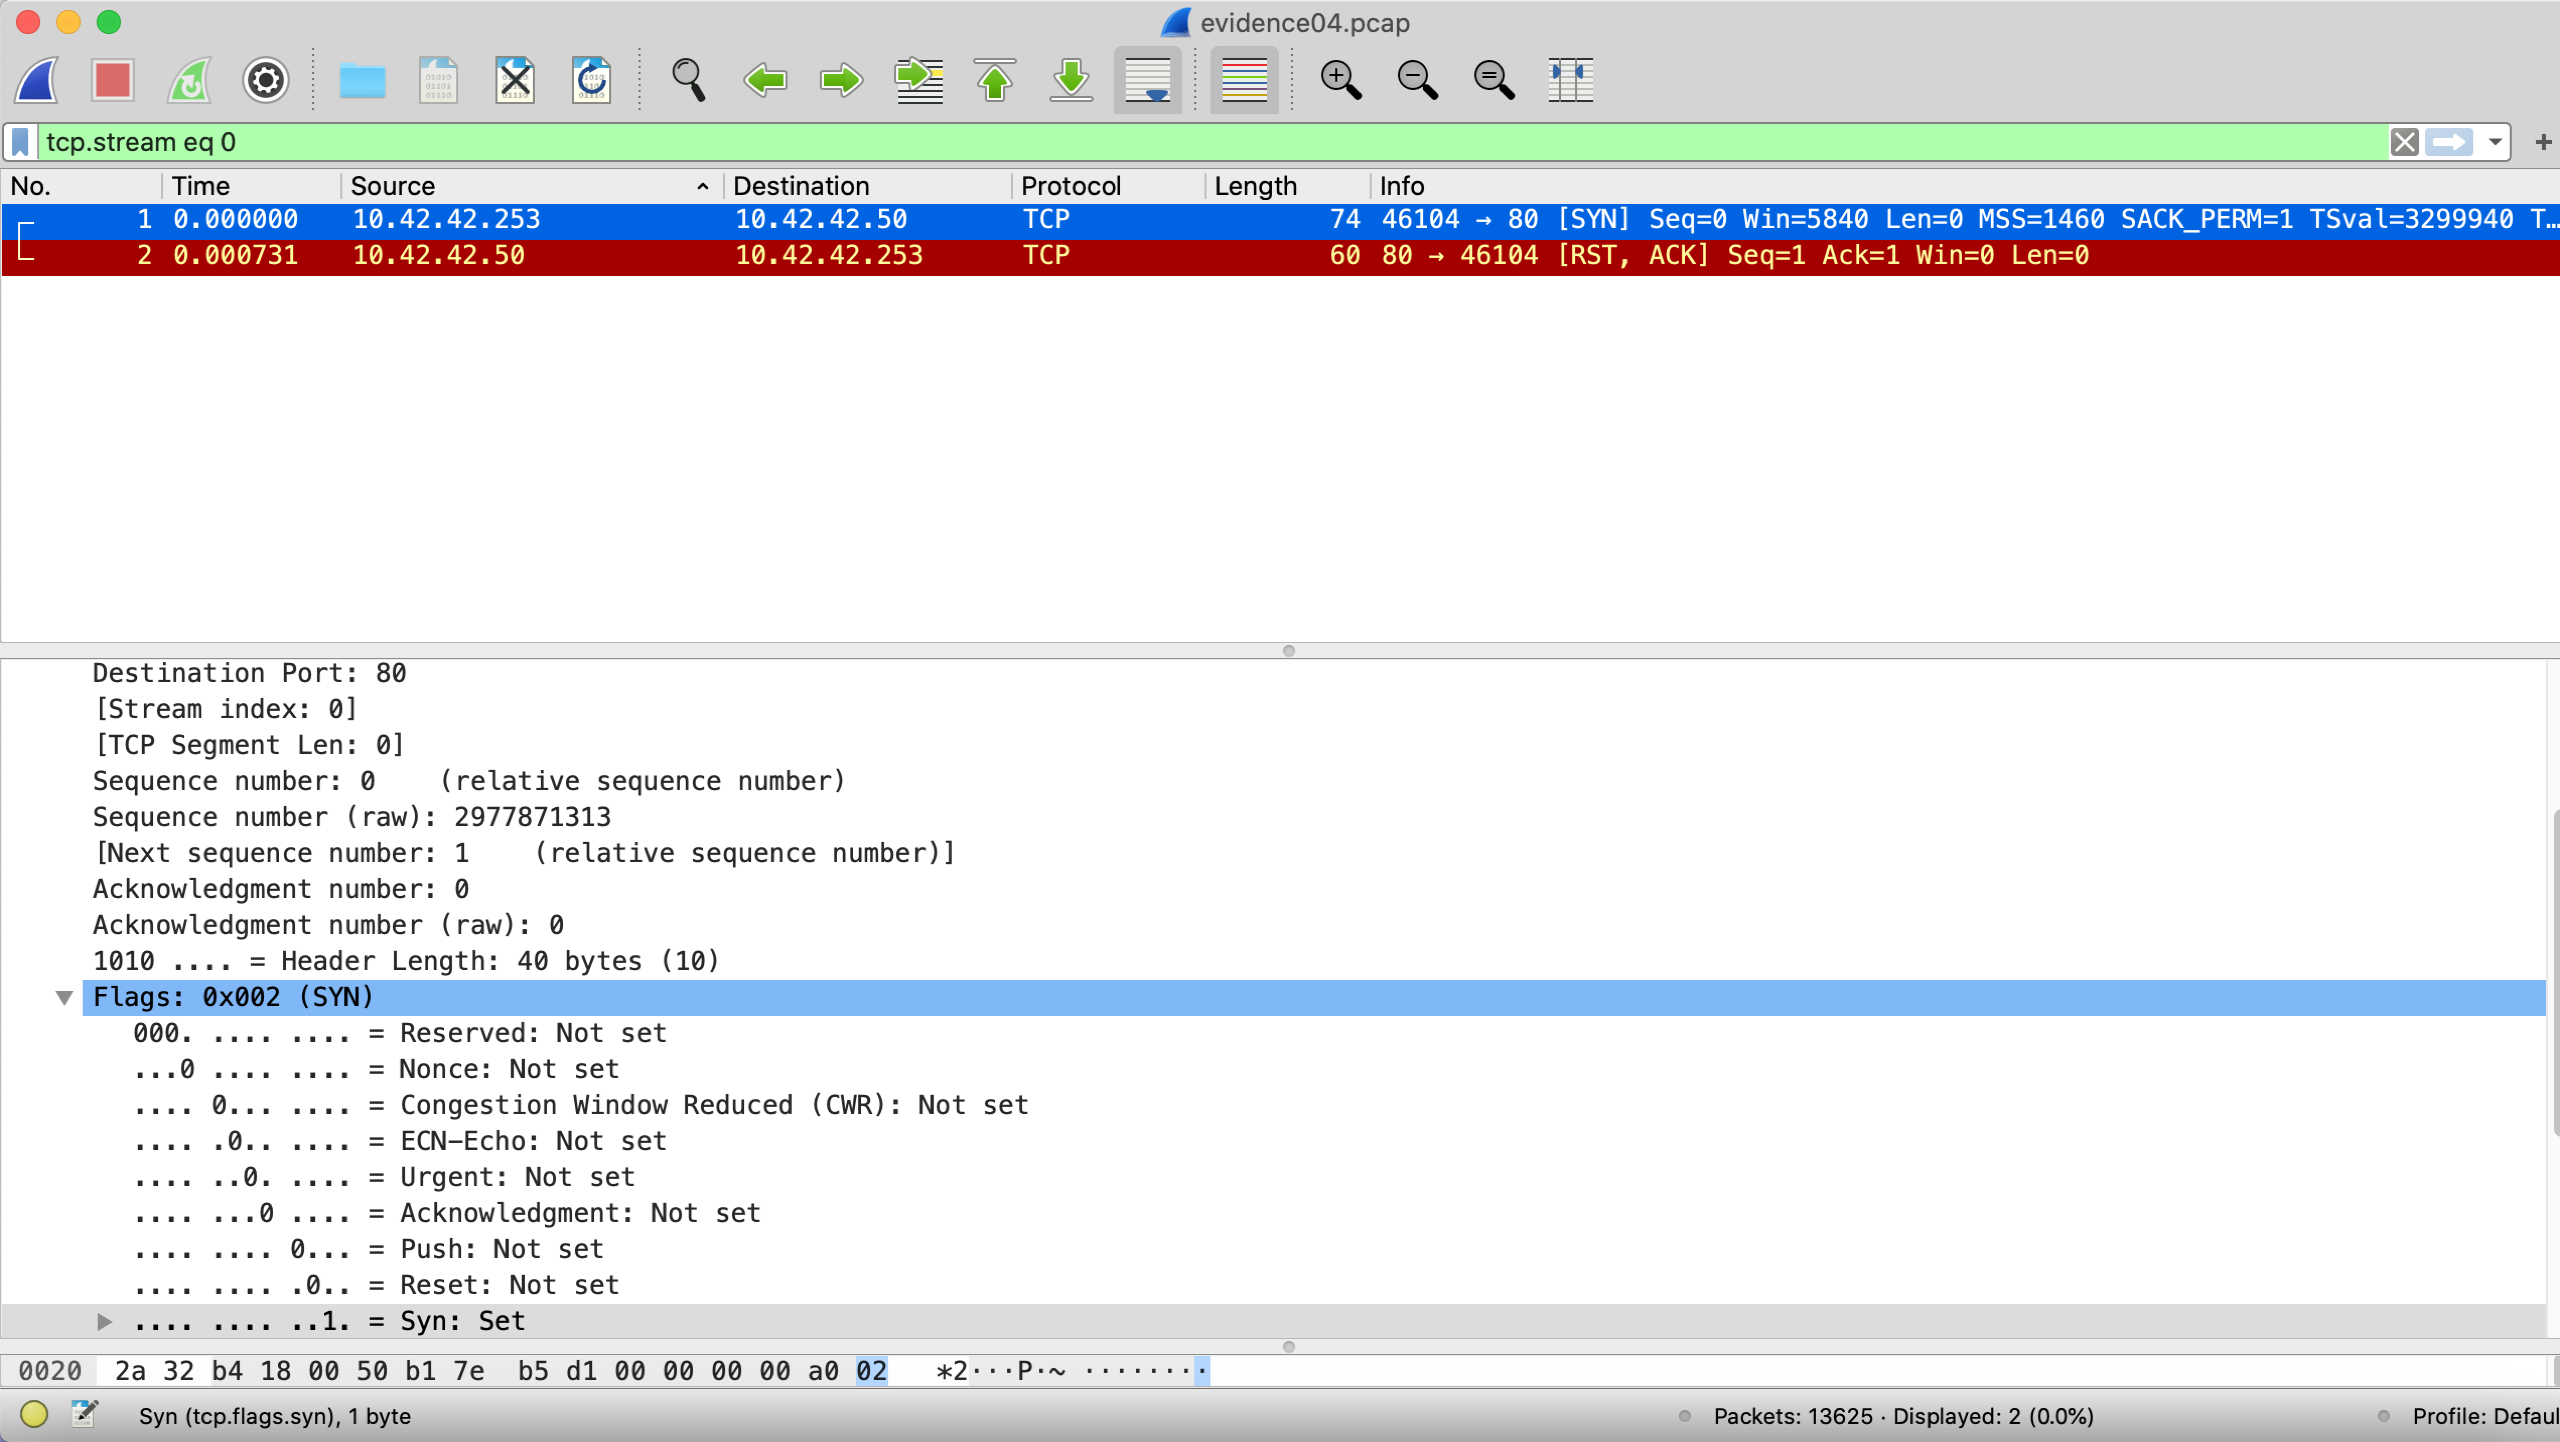 evidence04.pcap
tcp.stream eq 0
No. Time Source Destination Protocol Length Info
1 0.000000 10.42.42.253 10.42.42.50 TCP 74 46104 → 80 [SYN] Seq=0 Win=5840 Len=0 MSS=1460 SACK_PERM=1 TSval=3299940 T…
2 0.000731 10.42.42.50 10.42.42.253 TCP 60 80 → 46104 [RST, ACK] Seq=1 Ack=1 Win=0 Len=0
Destination Port: 80
[Stream index: 0]
[TCP Segment Len: 0]
Sequence number: 0    (relative sequence number)
Sequence number (raw): 2977871313
[Next sequence number: 1    (relative sequence number)]
Acknowledgment number: 0
Acknowledgment number (raw): 0
1010 .... = Header Length: 40 bytes (10)
Flags: 0x002 (SYN)
000. .... .... = Reserved: Not set
...0 .... .... = Nonce: Not set
.... 0... .... = Congestion Window Reduced (CWR): Not set
.... .0.. .... = ECN-Echo: Not set
.... ..0. .... = Urgent: Not set
.... ...0 .... = Acknowledgment: Not set
.... .... 0... = Push: Not set
.... .... .0.. = Reset: Not set
.... .... ..1. = Syn: Set
0020 2a 32 b4 18 00 50 b1 7e b5 d1 00 00 00 00 a0 02 *2···P·~ ········
Syn (tcp.flags.syn), 1 byte Packets: 13625 · Displayed: 2 (0.0%) Profile: Defaul